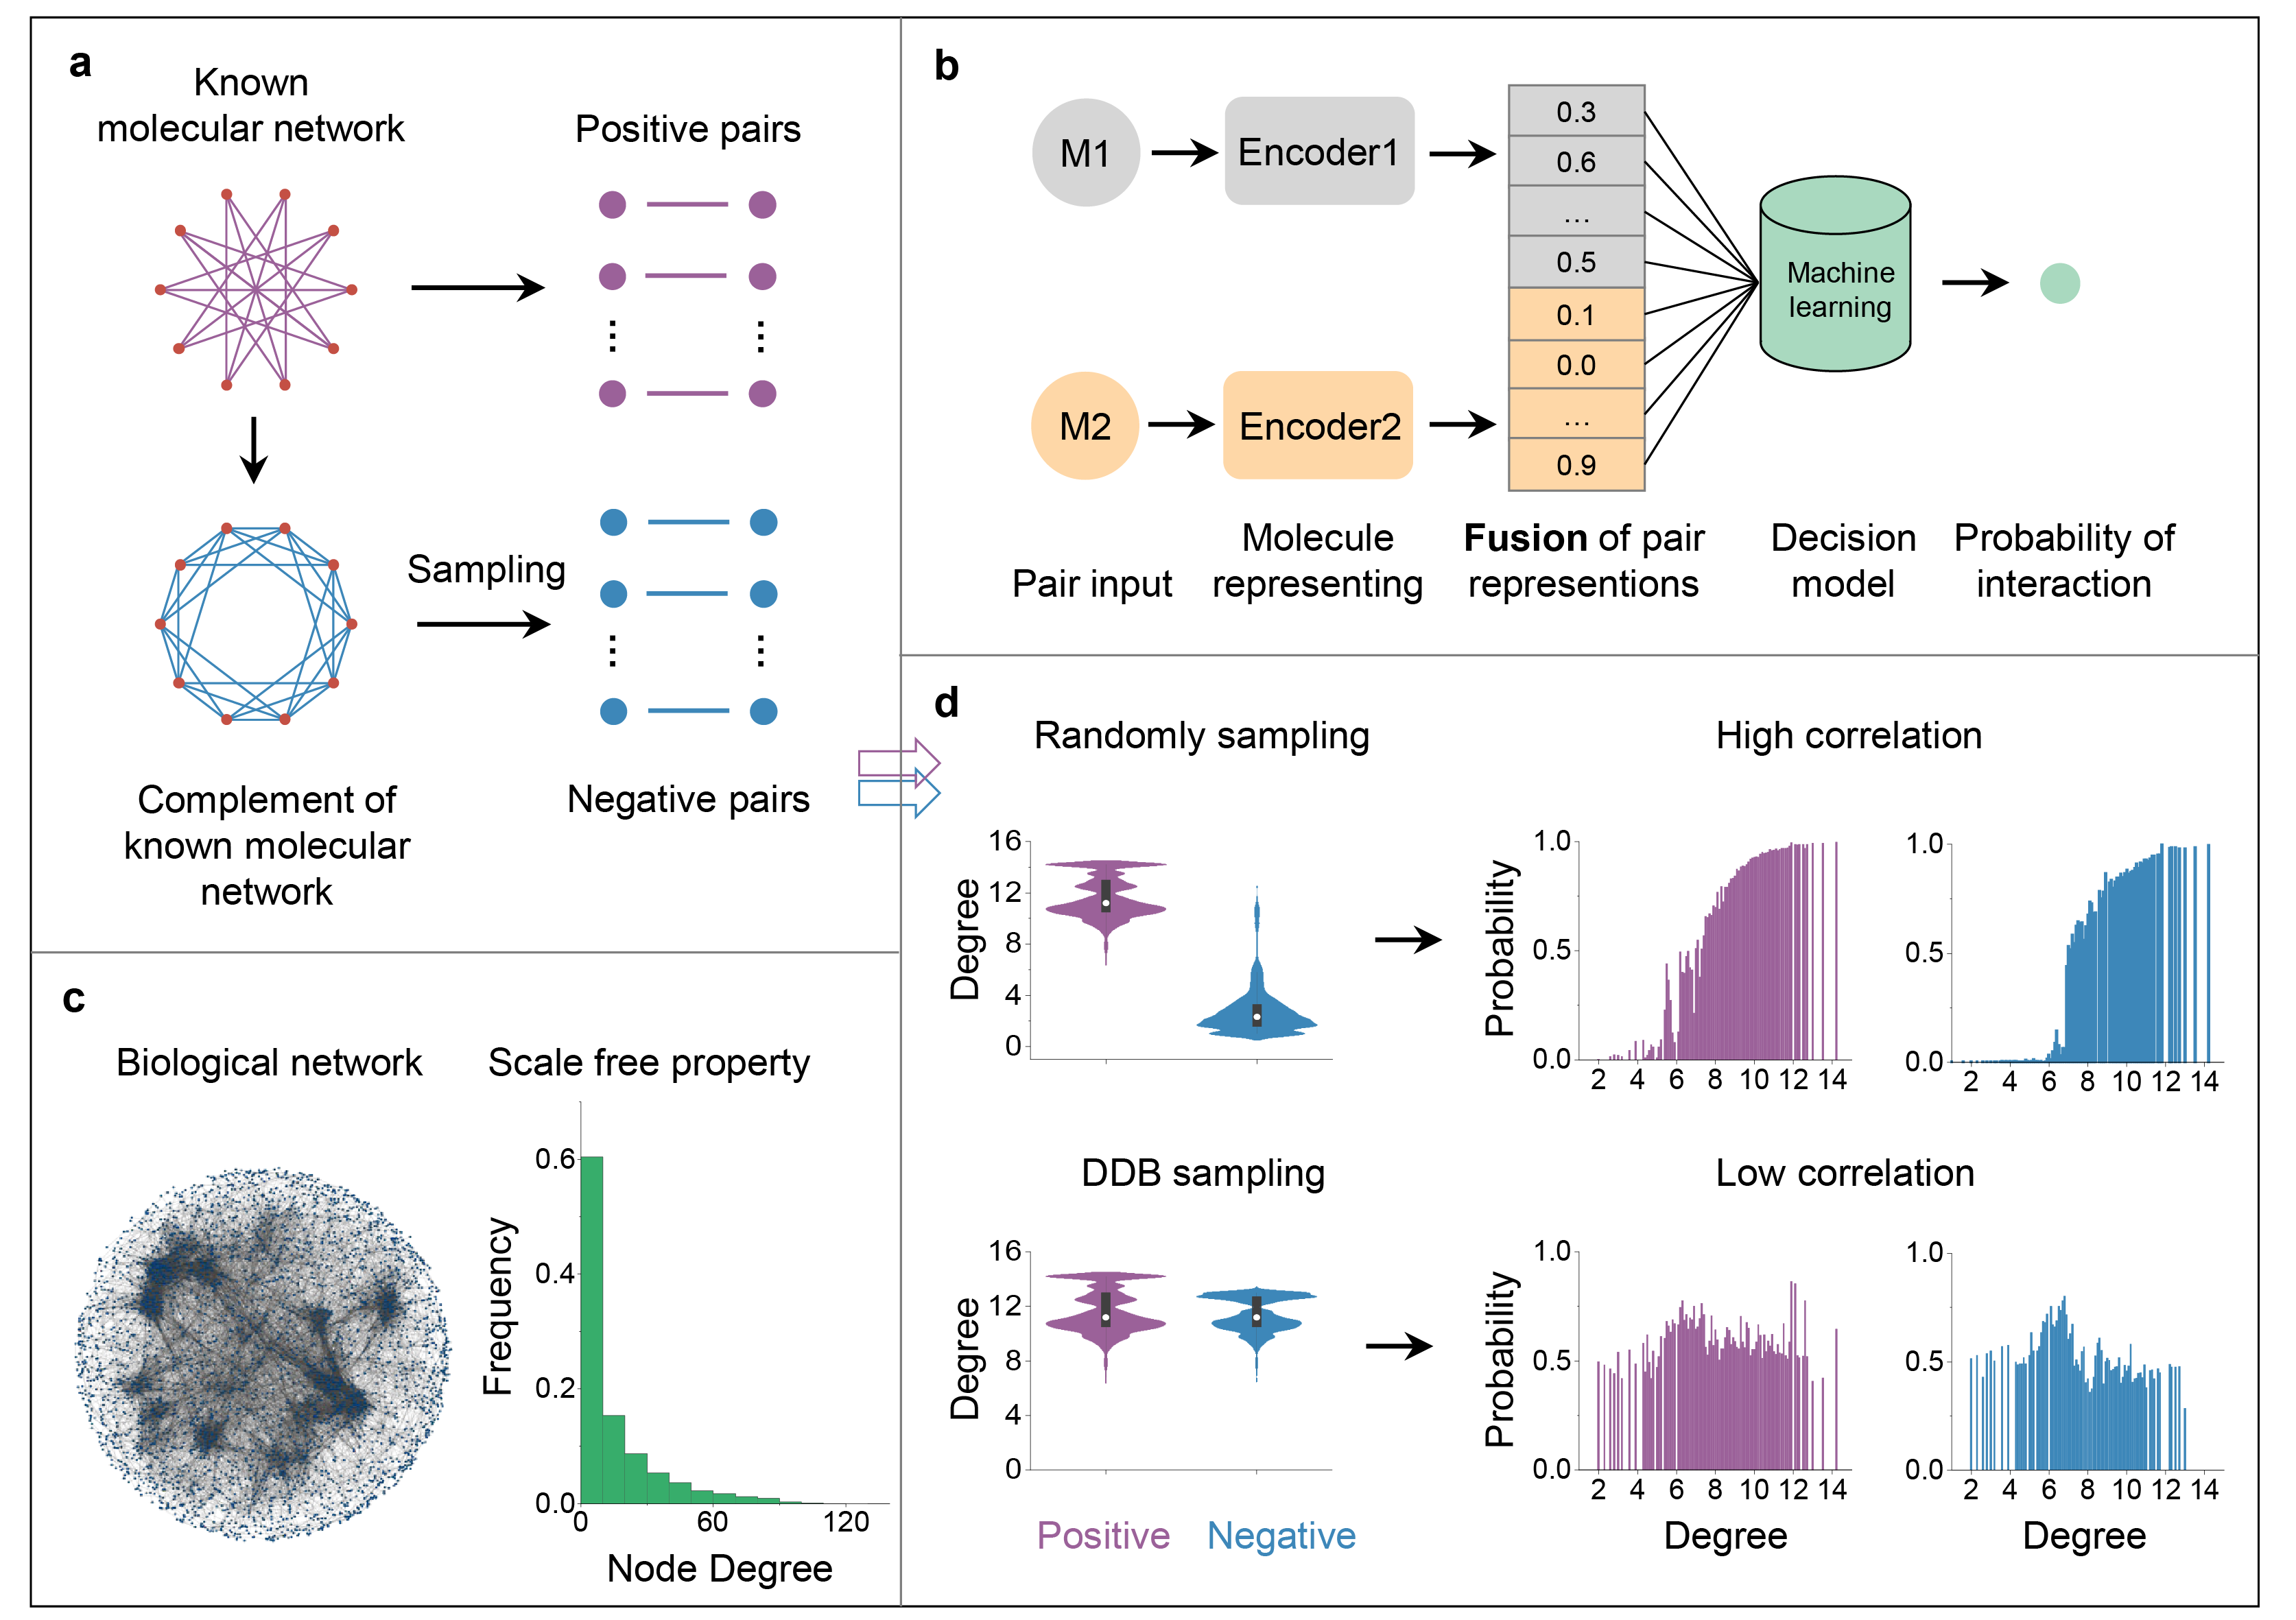 a
Known
molecular network
Positive pairs
Sampling
Complement of
known molecular
network
Negative pairs
b
M1
Encoder1
0.3
0.6
...
0.5
0.1
0.0
...
0.9
M2
Encoder2
Machine
learning
Pair input
Molecule
representing
Fusion of pair
representions
Decision
model
Probability of
interaction
c
Biological network
Scale free property
Frequency
0.6
0.4
0.2
0.0
0
60
120
Node Degree
d
Randomly sampling
High correlation
Degree
16
12
8
4
0
Probability
1.0
0.5
0.0
2 4 6 8 10 12 14
1.0
0.5
0.0
2 4 6 8 10 12 14
DDB sampling
Low correlation
Degree
16
12
8
4
0
Positive
Negative
Probability
1.0
0.5
0.0
2 4 6 8 10 12 14
Degree
1.0
0.5
0.0
2 4 6 8 10 12 14
Degree